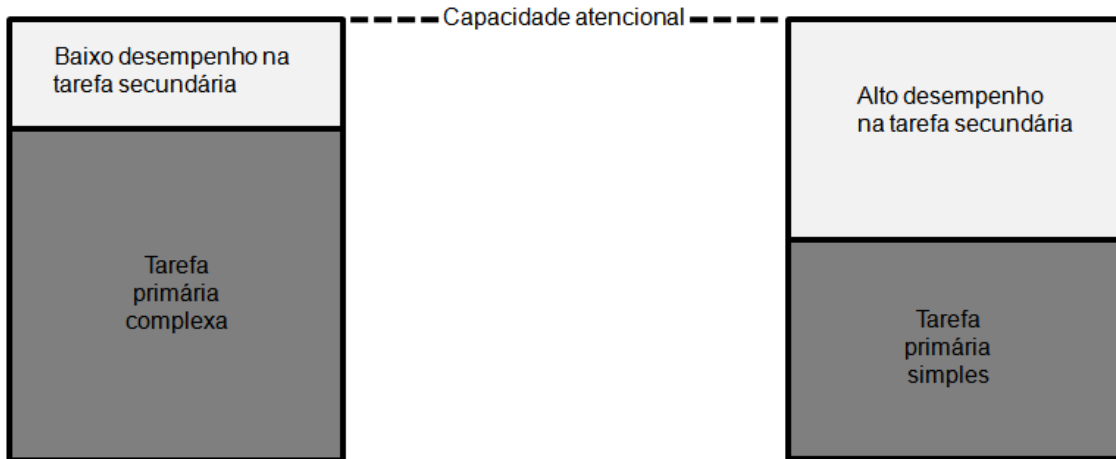 Capacidade atencional
Baixo desempenho na
tarefa secundária
Tarefa
primária
complexa
Alto desempenho
na tarefa secundária
Tarefa
primária
simples